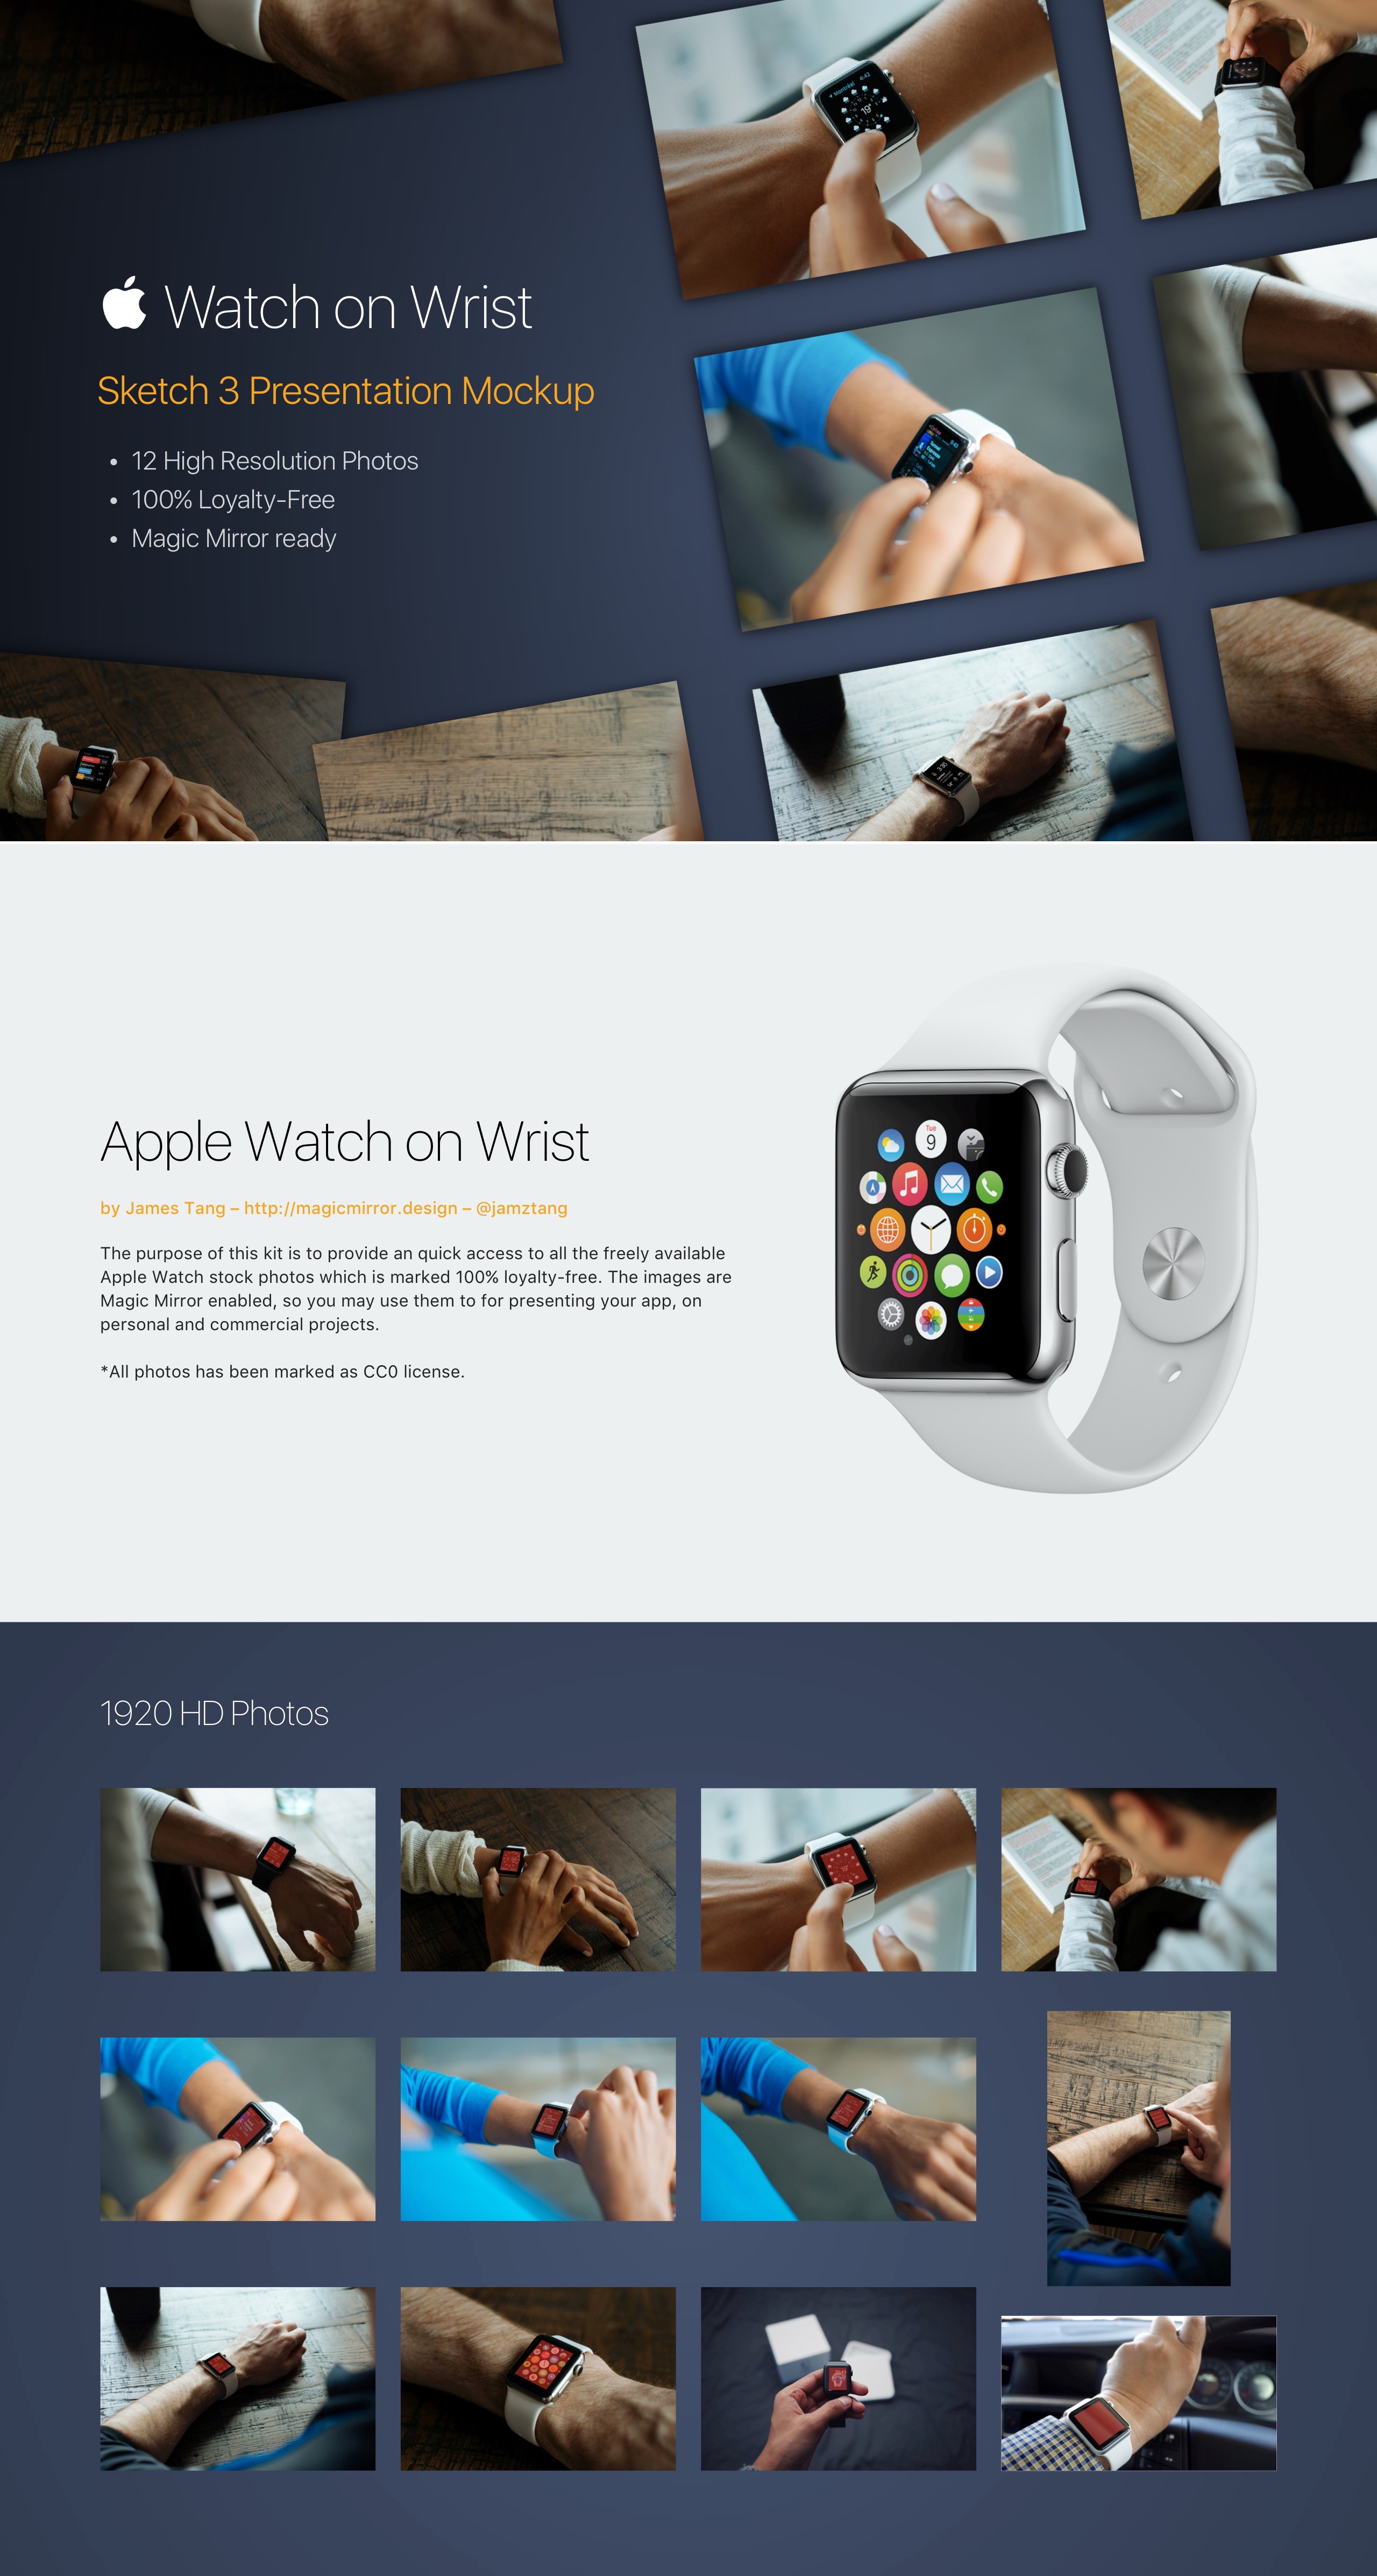 Watch on Wrist
Sketch 3 Presentation Mockup
• 12 High Resolution Photos
• 100% Loyalty-Free
• Magic Mirror ready
Apple Watch on Wrist
by James Tang – http://magicmirror.design – @jamztang
The purpose of this kit is to provide an quick access to all the freely available
Apple Watch stock photos which is marked 100% loyalty-free. The images are
Magic Mirror enabled, so you may use them to for presenting your app, on
personal and commercial projects.
*All photos has been marked as CC0 license.
Tue
9
1920 HD Photos